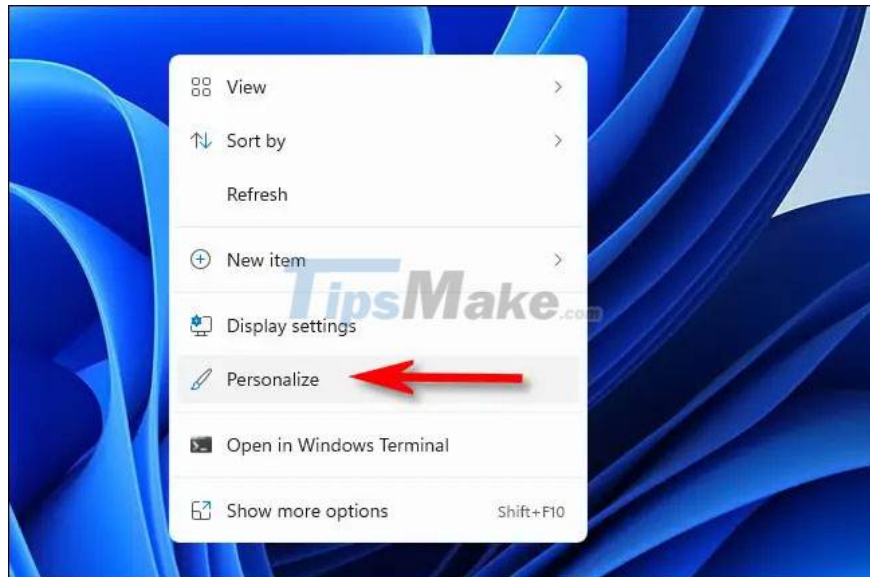 View
Sort by
Refresh
New item
TipsMake.com
Display settings
Personalize
Open in Windows Terminal
Show more options Shift+F10